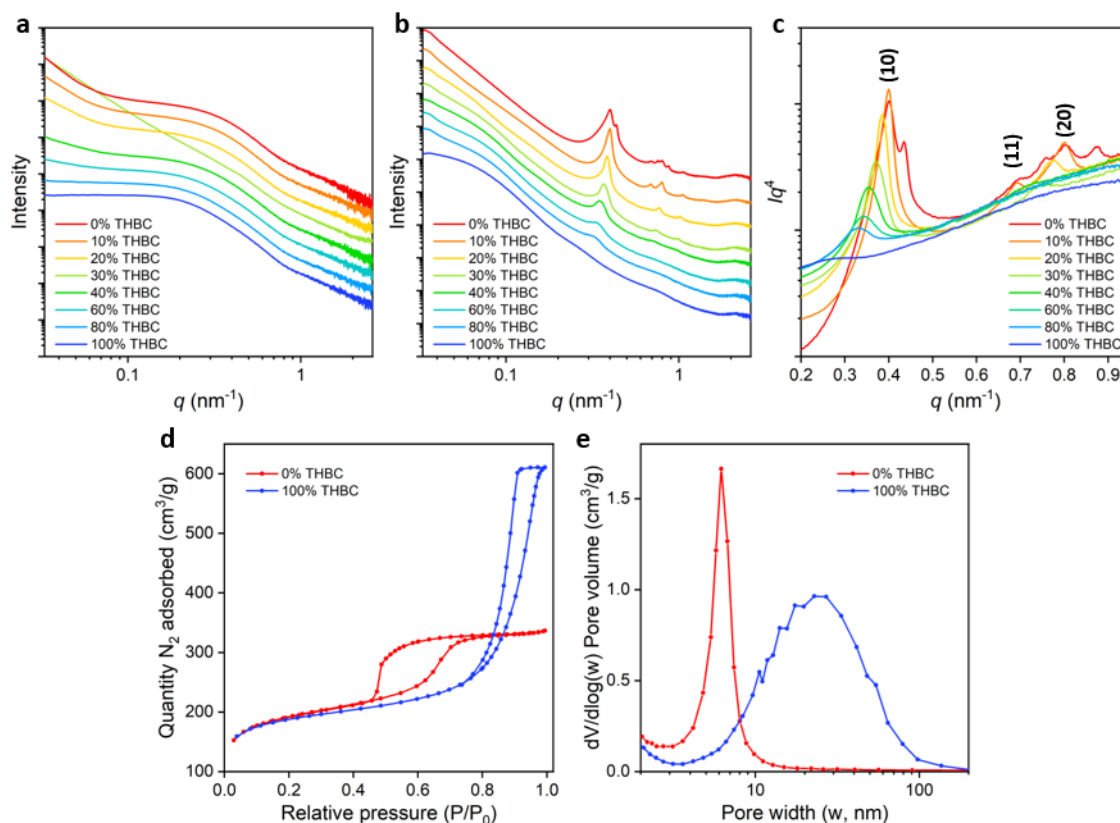 a
Intensity
0% THBC
10% THBC
20% THBC
30% THBC
40% THBC
60% THBC
80% THBC
100% THBC
0.1 1
q (nm⁻¹)
b
Intensity
0% THBC
10% THBC
20% THBC
30% THBC
40% THBC
60% THBC
80% THBC
100% THBC
0.1 1
q (nm⁻¹)
c
Iq⁴
(10)
(11)
(20)
0% THBC
10% THBC
20% THBC
30% THBC
40% THBC
60% THBC
80% THBC
100% THBC
0.2 0.3 0.4 0.5 0.6 0.7 0.8 0.9
q (nm⁻¹)
d
Quantity N₂ adsorbed (cm³/g)
600
500
400
300
200
100
0% THBC
100% THBC
0.0 0.2 0.4 0.6 0.8 1.0
Relative pressure (P/P₀)
e
dV/dlog(w) Pore volume (cm³/g)
1.5
1.0
0.5
0.0
0% THBC
100% THBC
10 100
Pore width (w, nm)